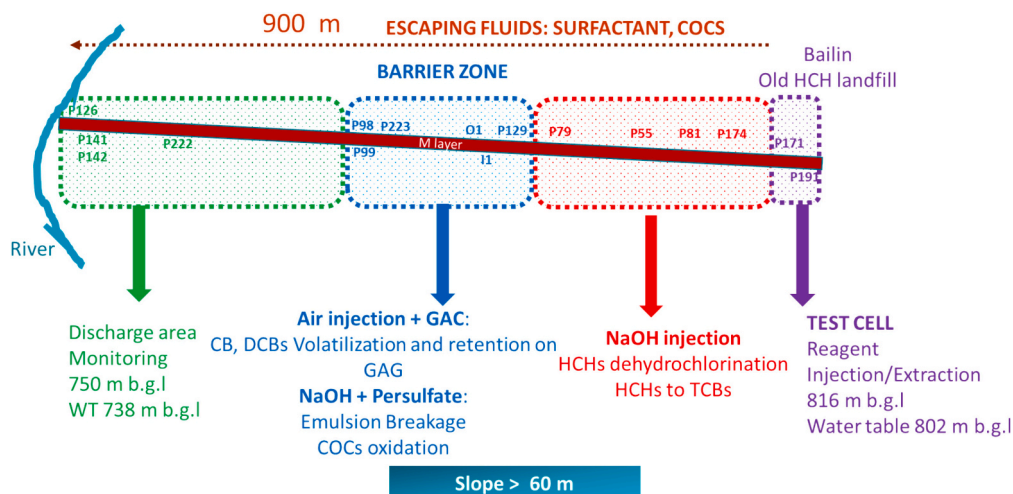 900 m
ESCAPING FLUIDS: SURFACTANT, COCS
BARRIER ZONE
Bailin
Old HCH landfill
P126
P141
P142
P222
P98
P223
P99
O1
P129
M layer
I1
P79
P55
P81
P174
P171
P191
River
Discharge area
Monitoring
750 m b.g.l
WT 738 m b.g.l
Air injection + GAC:
CB, DCBs Volatilization and retention on
GAG
NaOH + Persulfate:
Emulsion Breakage
COCs oxidation
NaOH injection
HCHs dehydrochlorination
HCHs to TCBs
TEST CELL
Reagent
Injection/Extraction
816 m b.g.l
Water table 802 m b.g.l
Slope > 60 m